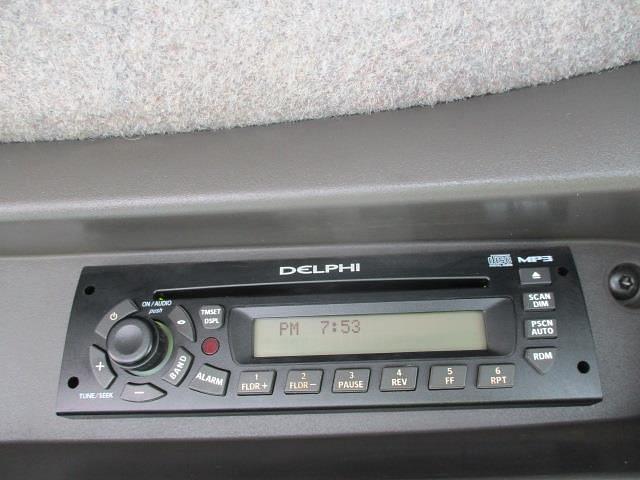 DELPHI
MP3
ON/AUDIO
push
TMSET
DSPL
SCAN
DIM
PM 7:53
PSCN
AUTO
+
BAND
ALARM
1
FLDR+
2
FLDR−
3
PAUSE
4
REV
5
FF
6
RPT
RDM
TUNE/SEEK
−